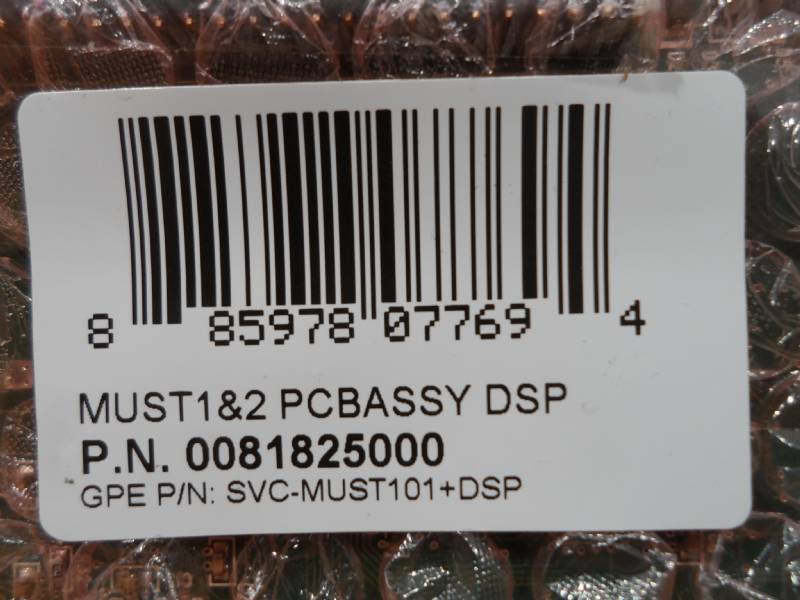 8 85978 07769 4
MUST1&2 PCBASSY DSP
P.N. 0081825000
GPE P/N: SVC-MUST101+DSP